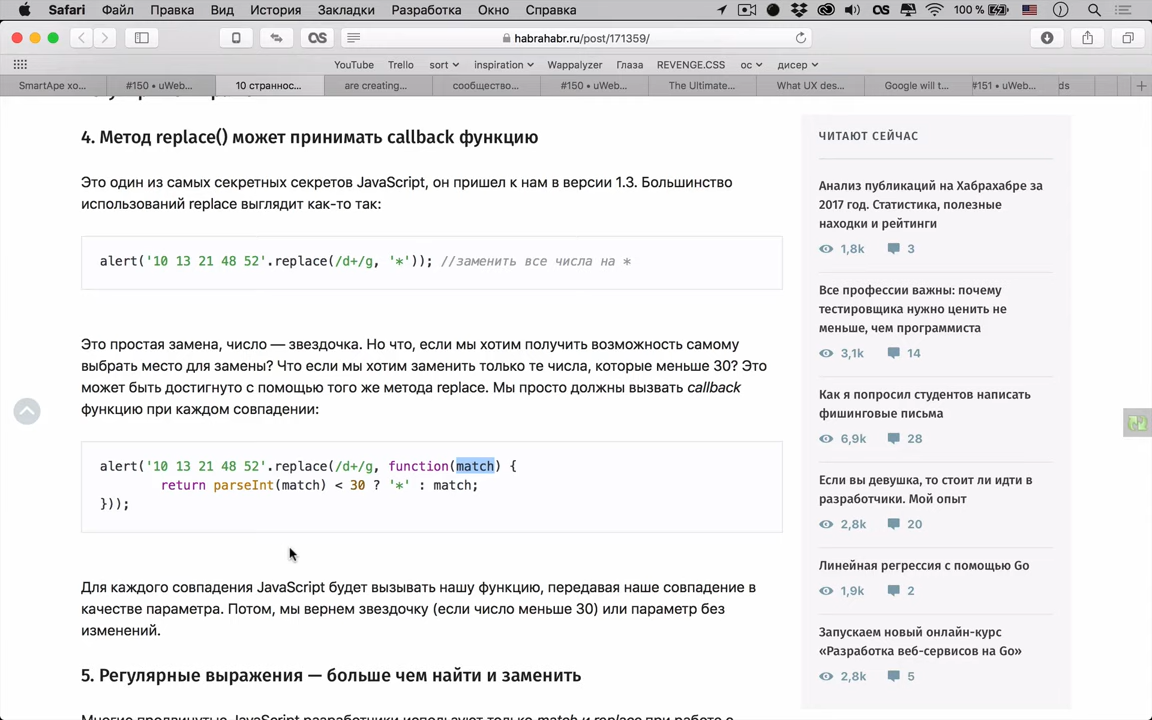 Safari Файл Правка Вид История Закладки Разработка Окно Справка 100 %
habrahabr.ru/post/171359/
YouTube Trello sort inspiration Wappalyzer Глаза REVENGE.CSS ос дисер
SmartApe хо... #150 • uWeb... 10 страннос... are creating... сообщество... #150 • uWeb... The Ultimate... What UX des... Google will t... #151 • uWeb... ds
4. Метод replace() может принимать callback функцию
Это один из самых секретных секретов JavaScript, он пришел к нам в версии 1.3. Большинство
использований replace выглядит как-то так:
alert('10 13 21 48 52'.replace(/d+/g, '*')); //заменить все числа на *
Это простая замена, число — звездочка. Но что, если мы хотим получить возможность самому
выбрать место для замены? Что если мы хотим заменить только те числа, которые меньше 30? Это
может быть достигнуто с помощью того же метода replace. Мы просто должны вызвать callback
функцию при каждом совпадении:
alert('10 13 21 48 52'.replace(/d+/g, function(match) {
return parseInt(match) < 30 ? '*' : match;
}));
Для каждого совпадения JavaScript будет вызывать нашу функцию, передавая наше совпадение в
качестве параметра. Потом, мы вернем звездочку (если число меньше 30) или параметр без
изменений.
5. Регулярные выражения — больше чем найти и заменить
Многие продвинутые JavaScript разработчики используют только match и replace при работе с
ЧИТАЮТ СЕЙЧАС
Анализ публикаций на Хабрахабре за
2017 год. Статистика, полезные
находки и рейтинги
1,8k 3
Все профессии важны: почему
тестировщика нужно ценить не
меньше, чем программиста
3,1k 14
Как я попросил студентов написать
фишинговые письма
6,9k 28
Если вы девушка, то стоит ли идти в
разработчики. Мой опыт
2,8k 20
Линейная регрессия с помощью Go
1,9k 2
Запускаем новый онлайн-курс
«Разработка веб-сервисов на Go»
2,8k 5